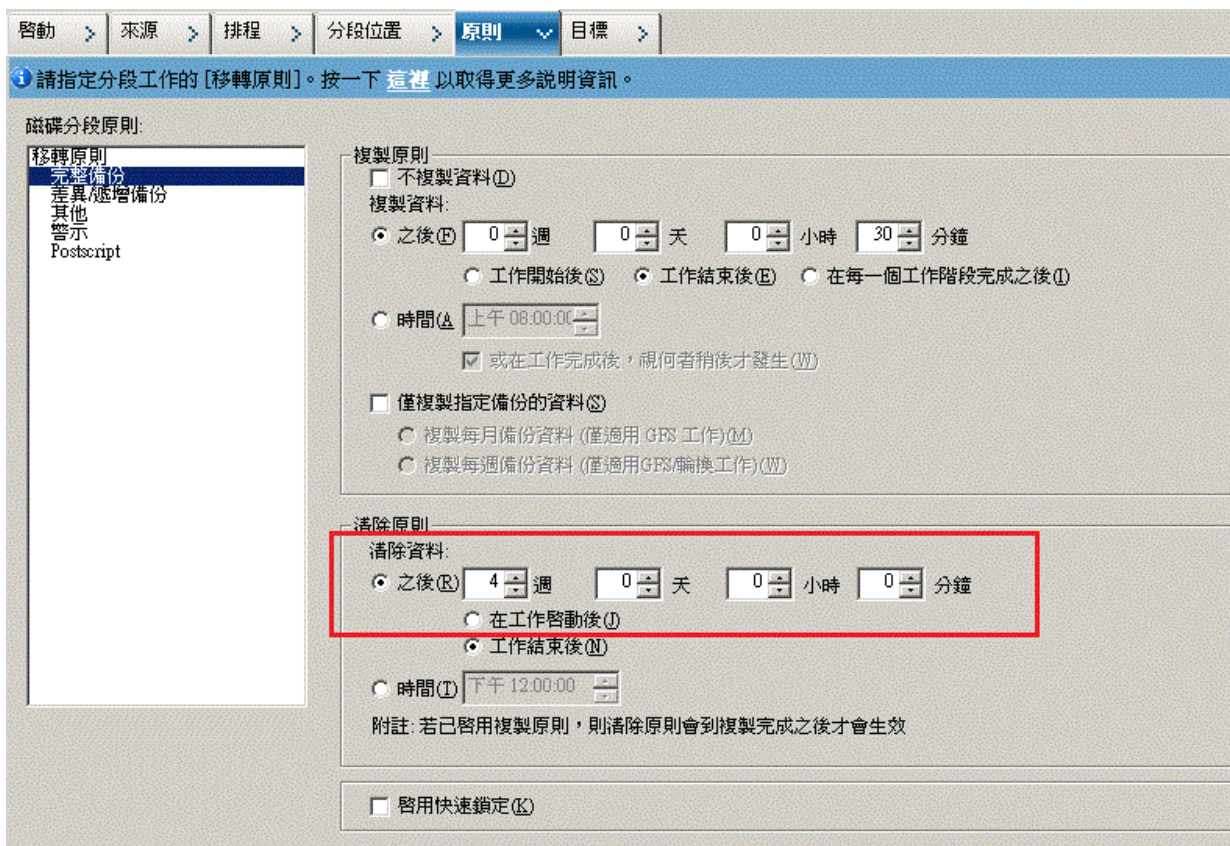 啓動 來源 排程 分段位置 原則 目標
請指定分段工作的 [移轉原則]。按一下 這裡 以取得更多説明資訊。
磁碟分段原則:
移轉原則
完整備份
差異/遞增備份
其他
警示
Postscript
複製原則
不複製資料(D)
複製資料:
之後(F) 0 週 0 天 0 小時 30 分鐘
工作開始後(S) 工作結束後(E) 在每一個工作階段完成之後(I)
時間(A 上午 08:00:00
或在工作完成後，視何者稍後才發生(W)
僅複製指定備份的資料(S)
複製每月備份資料 (僅適用 GFS 工作)(M)
複製每週備份資料 (僅適用GFS/輪換工作)(W)
清除原則
清除資料:
之後(R) 4 週 0 天 0 小時 0 分鐘
在工作啓動後(J)
工作結束後(N)
時間(T) 下午 12:00:00
附註: 若已啓用複製原則，則清除原則會到複製完成之後才會生效
啓用快速鎖定(K)